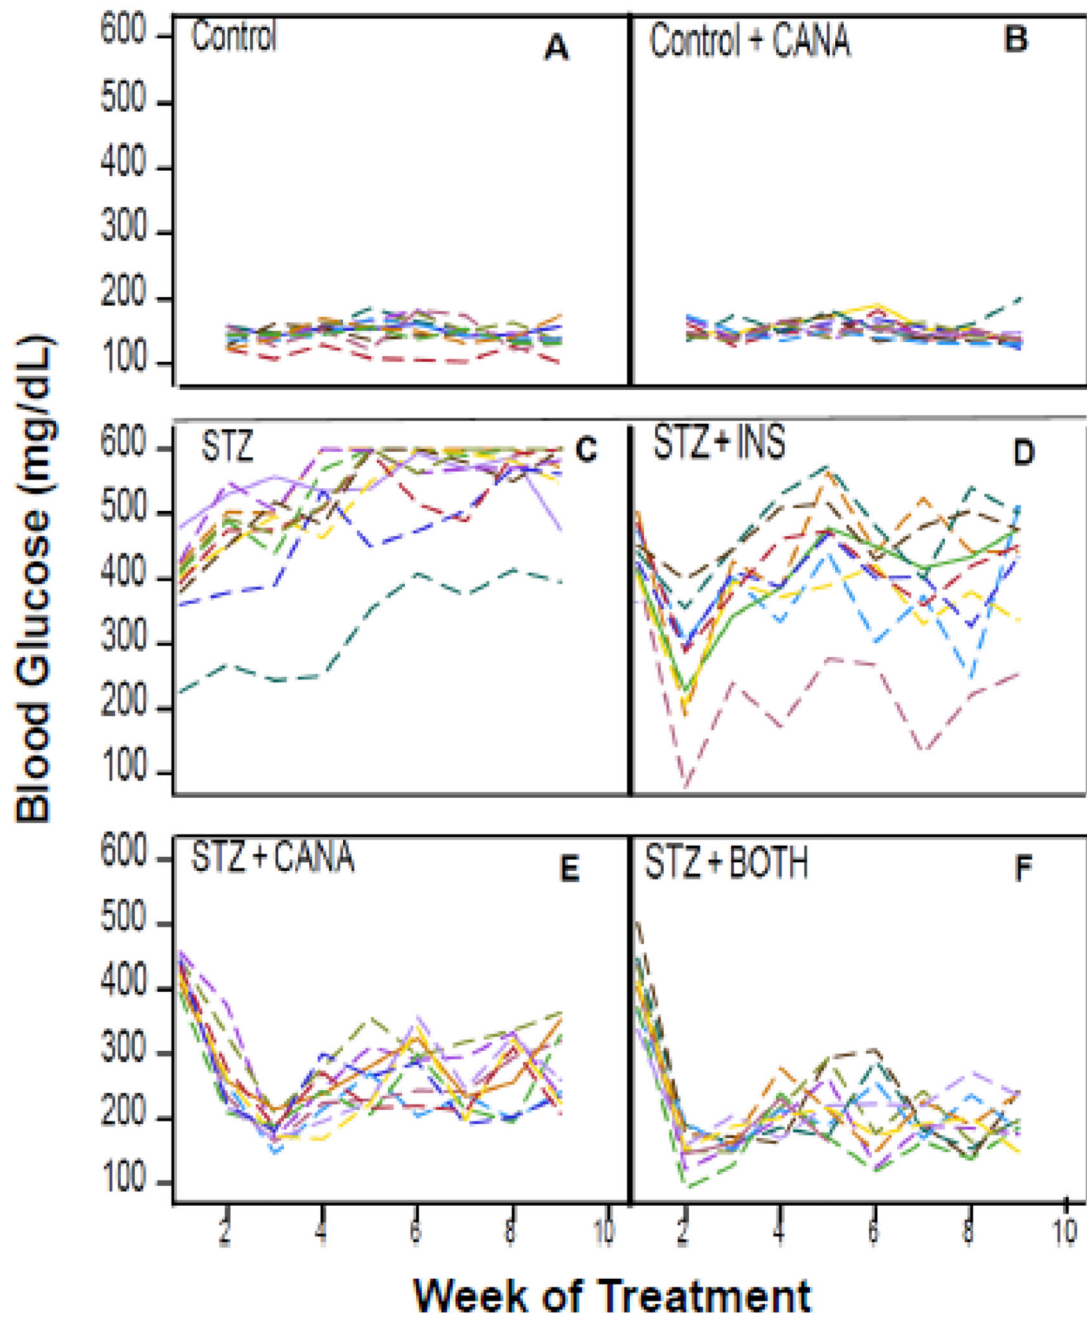 Control A
Control + CANA B
600
500
400
300
200
100
STZ C
STZ + INS D
600
500
400
300
200
100
STZ + CANA E
STZ + BOTH F
600
500
400
300
200
100
2 4 6 8 10 2 4 6 8 10
Blood Glucose (mg/dL)
Week of Treatment